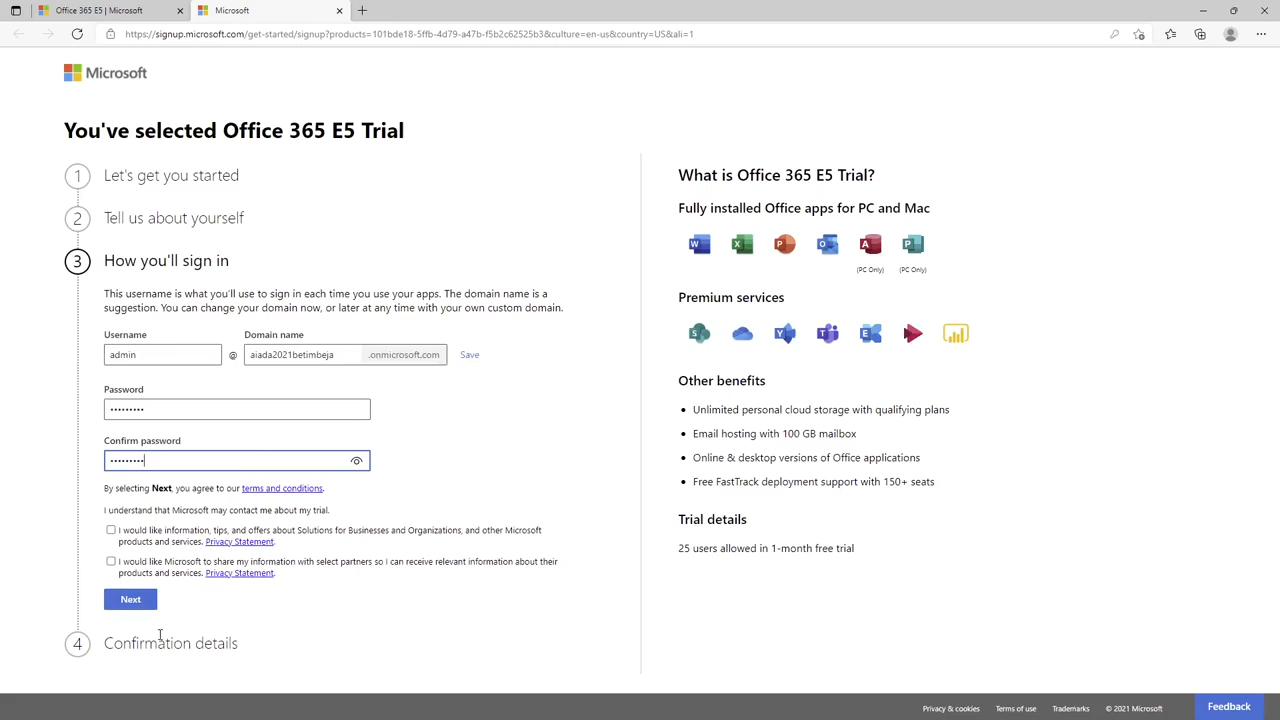 Office 365 E5 | Microsoft
Microsoft
https://signup.microsoft.com/get-started/signup?products=101bde18-5ffb-4d79-a47b-f5b2c62525b3&culture=en-us&country=US&ali=1
Microsoft
You've selected Office 365 E5 Trial
1 Let's get you started
2 Tell us about yourself
3 How you'll sign in
This username is what you'll use to sign in each time you use your apps. The domain name is a
suggestion. You can change your domain now, or later at any time with your own custom domain.
Username Domain name
admin @ aiada2021betimbeja .onmicrosoft.com Save
Password
•••••••••
Confirm password
•••••••••
By selecting Next, you agree to our terms and conditions.
I understand that Microsoft may contact me about my trial.
I would like information, tips, and offers about Solutions for Businesses and Organizations, and other Microsoft
products and services. Privacy Statement.
I would like Microsoft to share my information with select partners so I can receive relevant information about their
products and services. Privacy Statement.
Next
4 Confirmation details
What is Office 365 E5 Trial?
Fully installed Office apps for PC and Mac
W X P O A P
(PC Only) (PC Only)
Premium services
S Y T E
Other benefits
• Unlimited personal cloud storage with qualifying plans
• Email hosting with 100 GB mailbox
• Online & desktop versions of Office applications
• Free FastTrack deployment support with 150+ seats
Trial details
25 users allowed in 1-month free trial
Privacy & cookies Terms of use Trademarks © 2021 Microsoft Feedback